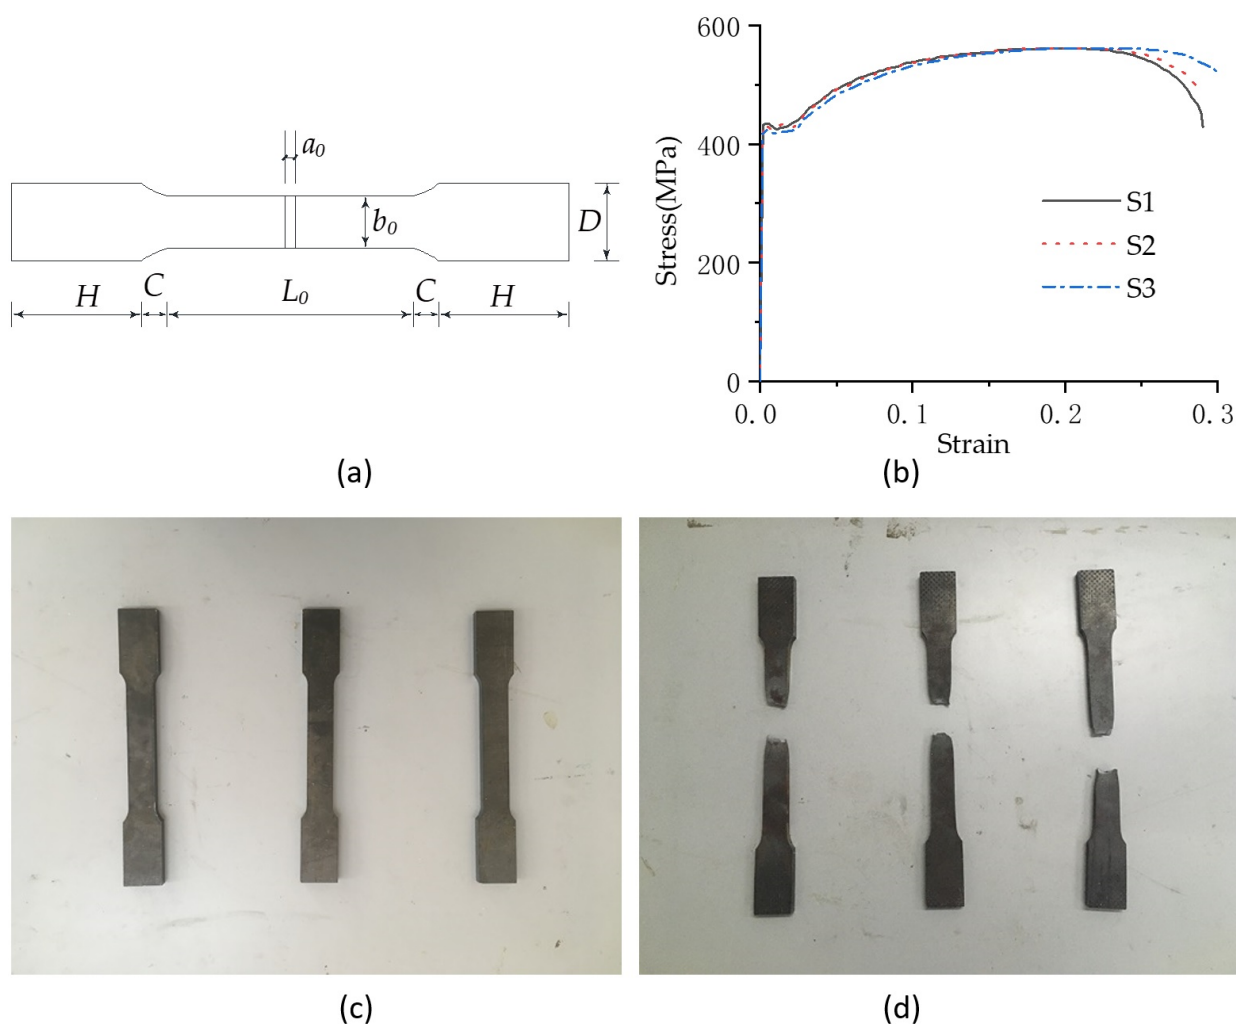 a₀
b₀
D
H
C
L₀
C
H
(a)
600
400
200
0
Stress(MPa)
S1
S2
S3
0.0
0.1
0.2
0.3
Strain
(b)
(c)
(d)